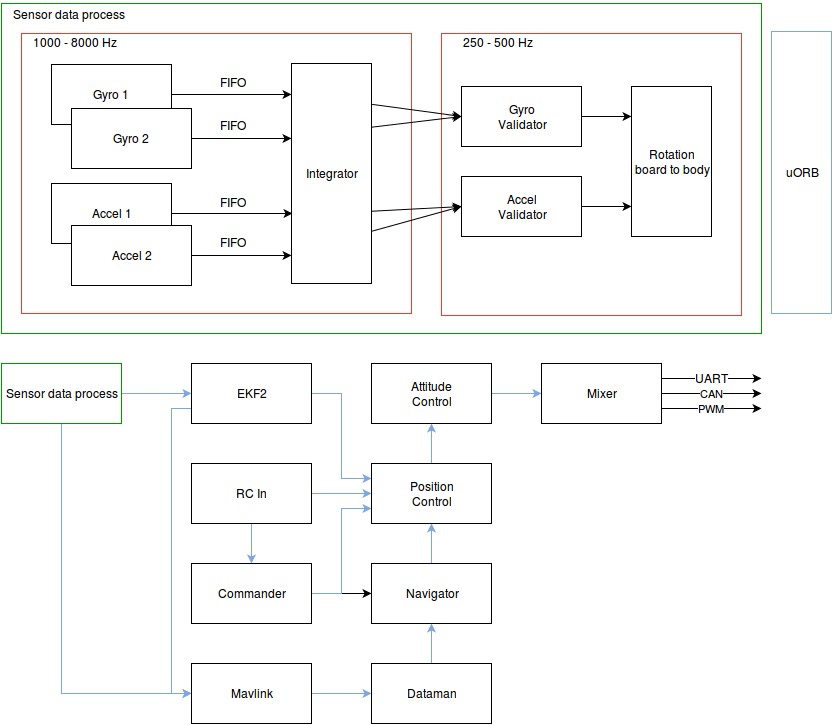 Sensor data process
1000 - 8000 Hz
250 - 500 Hz
Gyro 1
FIFO
Gyro 2
FIFO
Accel 1
FIFO
Accel 2
FIFO
Integrator
Gyro
Validator
Accel
Validator
Rotation
board to body
uORB
Sensor data process
EKF2
Attitude
Control
Mixer
UART
CAN
PWM
RC In
Position
Control
Commander
Navigator
Mavlink
Dataman